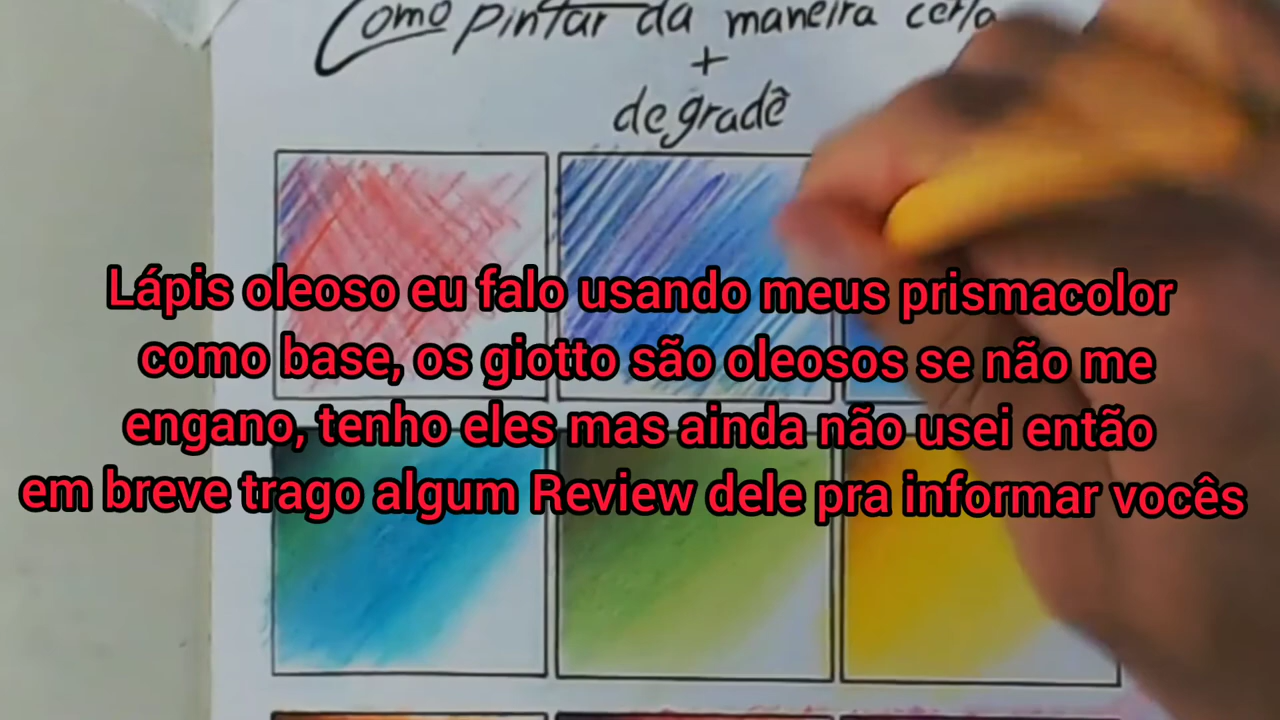 Como pintar da maneira certa
+
degradê
Lápis oleoso eu falo usando meus prismacolor
como base, os giotto são oleosos se não me
engano, tenho eles mas ainda não usei então
em breve trago algum Review dele pra informar vocês